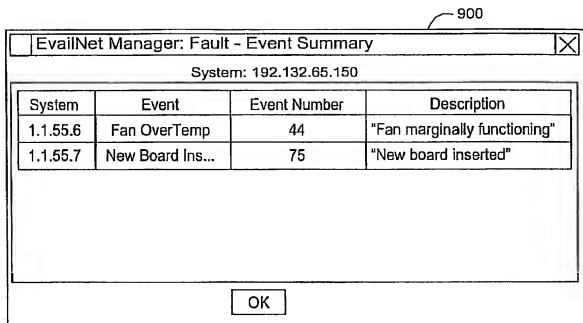 900
EvailNet Manager: Fault - Event Summary
System: 192.132.65.150
System Event Event Number Description
1.1.55.6 Fan OverTemp 44 "Fan marginally functioning"
1.1.55.7 New Board Ins... 75 "New board inserted"
OK